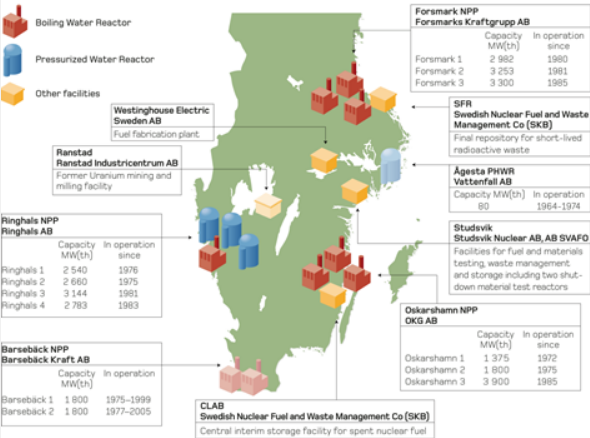 Boiling Water Reactor
Pressurized Water Reactor
Other facilities
Forsmark NPP
Forsmarks Kraftgrupp AB
Capacity In operation
MW(th) since
Forsmark 1 2 982 1980
Forsmark 2 3 253 1981
Forsmark 3 3 300 1985
Westinghouse Electric
Sweden AB
Fuel fabrication plant
SFR
Swedish Nuclear Fuel and Waste
Management Co (SKB)
Final repository for short-lived
radioactive waste
Ranstad
Ranstad Industricentrum AB
Former Uranium mining and
milling facility
Ågesta PHWR
Vattenfall AB
Capacity MW(th) In operation
80 1964-1974
Ringhals NPP
Ringhals AB
Capacity In operation
MW(th) since
Ringhals 1 2 540 1976
Ringhals 2 2 660 1975
Ringhals 3 3 144 1981
Ringhals 4 2 783 1983
Studsvik
Studsvik Nuclear AB, AB SVAFO
Facilities for fuel and materials
testing, waste management
and storage including two shut-
down material test reactors
Oskarshamn NPP
OKG AB
Capacity In operation
MW(th) since
Oskarshamn 1 1 375 1972
Oskarshamn 2 1 800 1975
Oskarshamn 3 3 900 1985
Barsebäck NPP
Barsebäck Kraft AB
Capacity In operation
MW(th)
Barsebäck 1 1 800 1975–1999
Barsebäck 2 1 800 1977–2005
CLAB
Swedish Nuclear Fuel and Waste Management Co (SKB)
Central interim storage facility for spent nuclear fuel